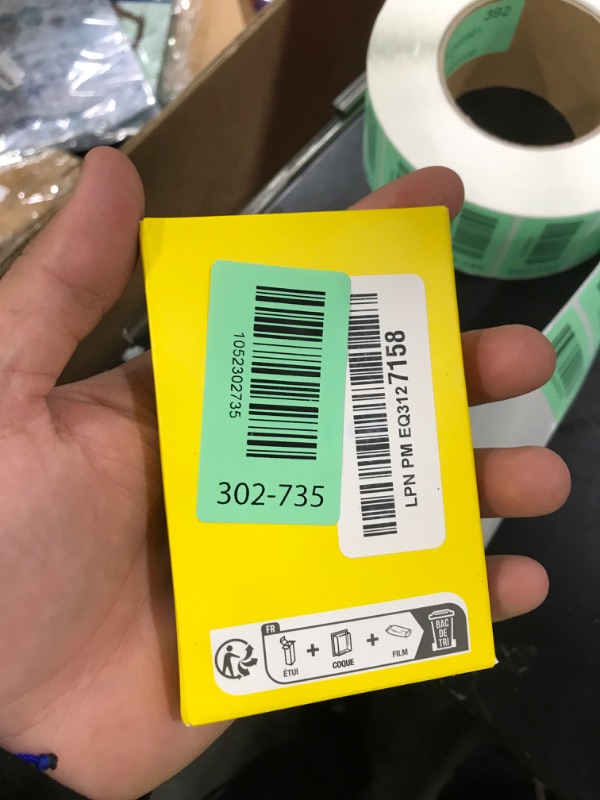 392
1052302735
302-735
LPN PM EQ3127158
FR
ÉTUI
+
COQUE
+
FILM
BAC
DE
TRI